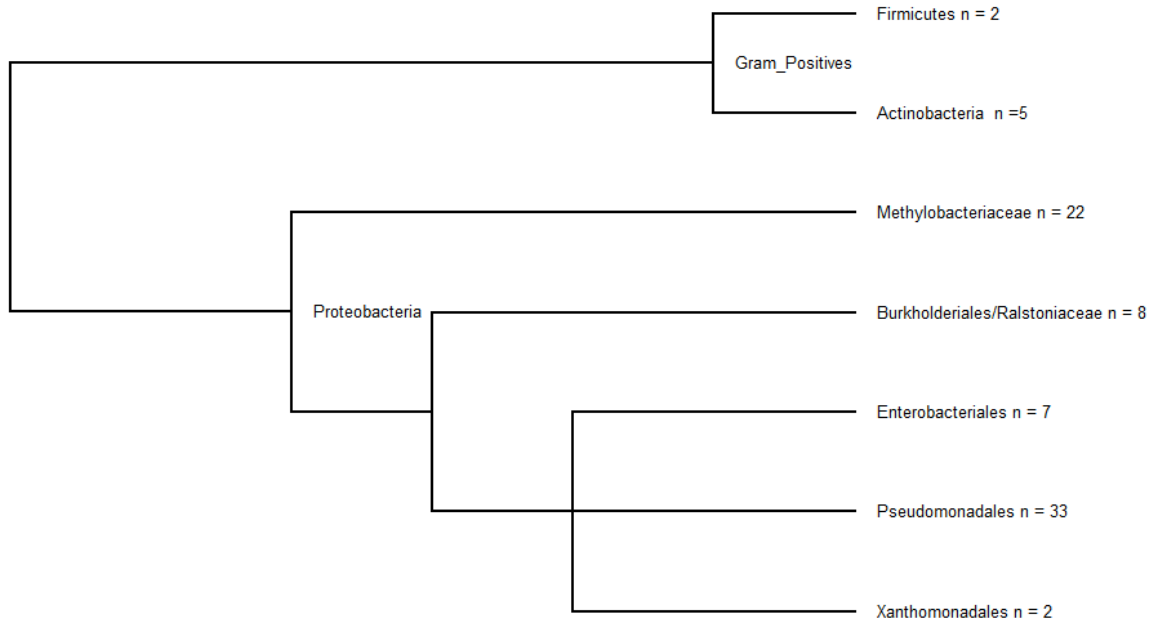 Firmicutes n = 2
Gram_Positives
Actinobacteria  n =5
Methylobacteriaceae n = 22
Proteobacteria
Burkholderiales/Ralstoniaceae n = 8
Enterobacteriales n = 7
Pseudomonadales n = 33
Xanthomonadales n = 2